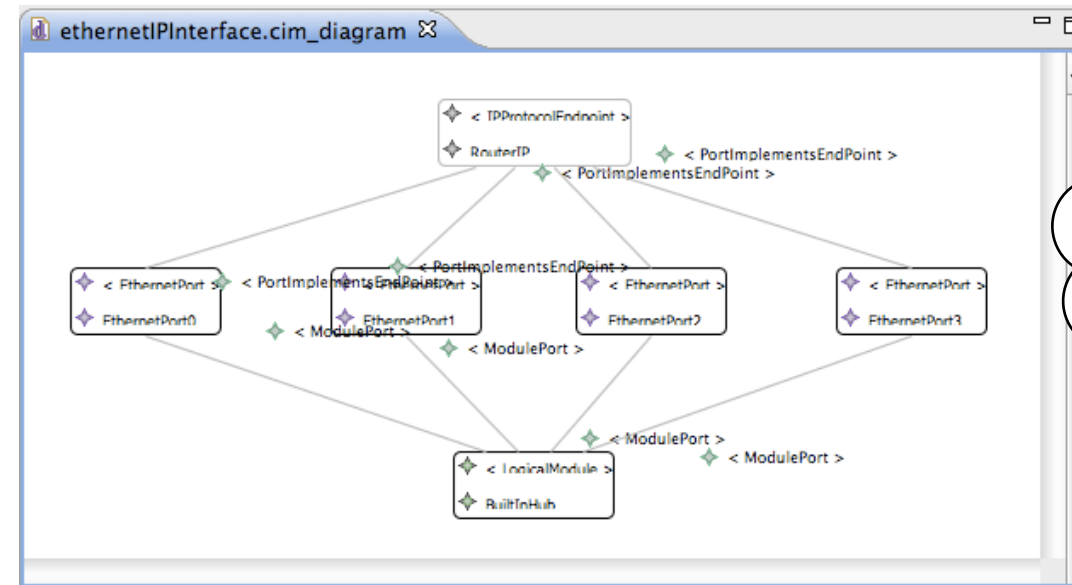 ethernetIPInterface.cim_diagram
< IPProtocolEndpoint >
RouterIP
< PortImplementsEndPoint >
< PortImplementsEndPoint >
< PortImplementsEndPoint >
< PortImplementsEndPoint >
< EthernetPort >
EthernetPort0
< EthernetPort >
EthernetPort1
< EthernetPort >
EthernetPort2
< EthernetPort >
EthernetPort3
< ModulePort >
< ModulePort >
< ModulePort >
< ModulePort >
< LogicalModule >
BuiltInHub